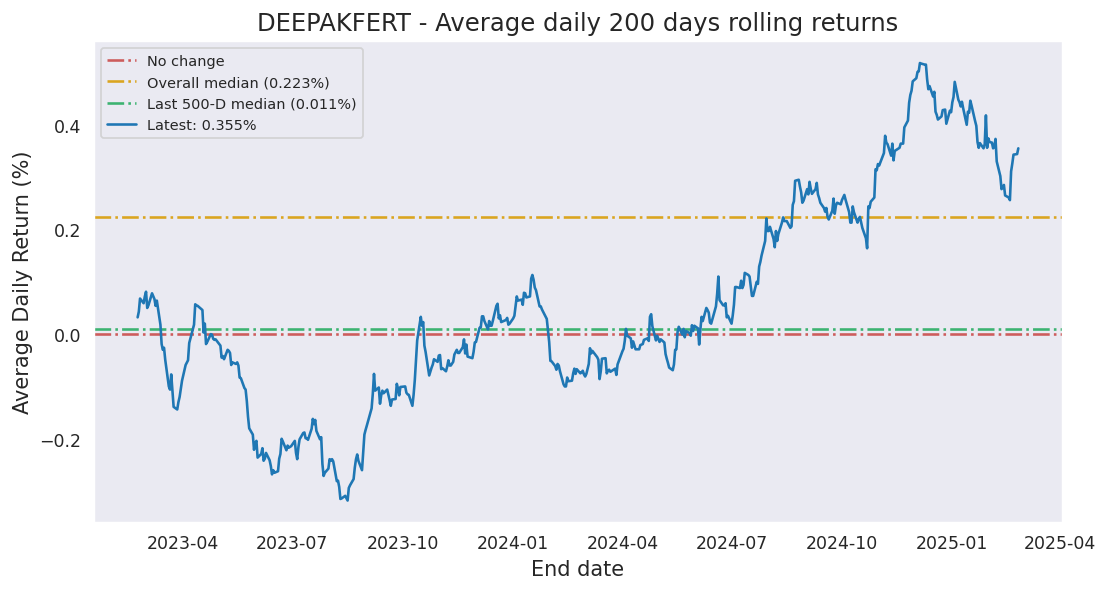 DEEPAKFERT - Average daily 200 days rolling returns
No change
Overall median (0.223%)
Last 500-D median (0.011%)
Latest: 0.355%
Average Daily Return (%)
0.4
0.2
0.0
−0.2
2023-04 2023-07 2023-10 2024-01 2024-04 2024-07 2024-10 2025-01 2025-04
End date